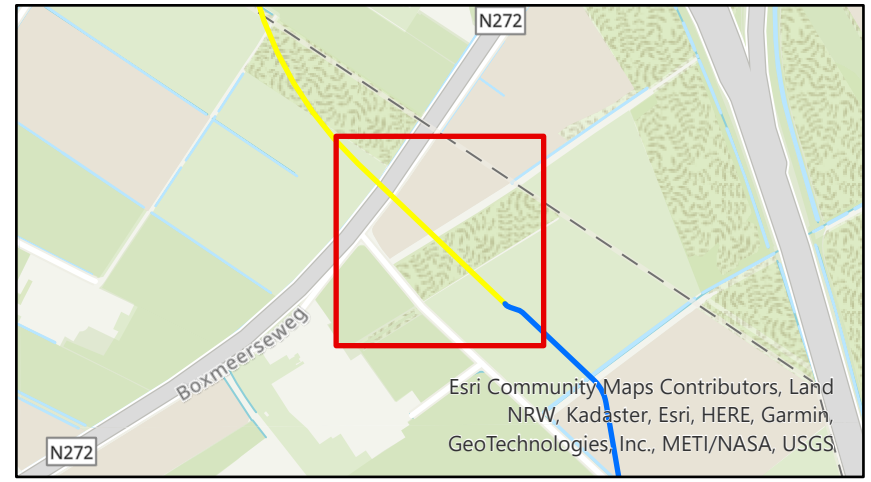 N272
Boxmeerseweg
N272
Esri Community Maps Contributors, Land
NRW, Kadaster, Esri, HERE, Garmin,
GeoTechnologies, Inc., METI/NASA, USGS